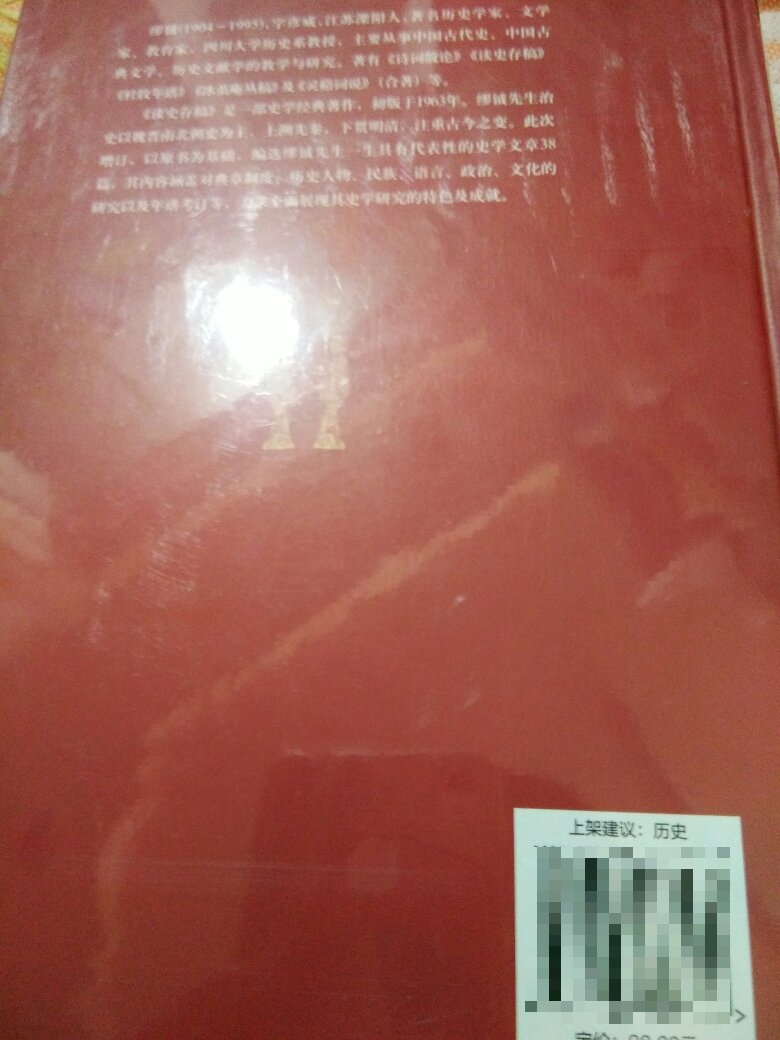 缪钺(1904－1995),字彦威,江苏溧阳人,著名历史学家、文学
家、教育家,四川大学历史系教授,主要从事中国古代史、中国古
典文学、历史文献学的教学与研究。著有《诗词散论》《读史存稿》
《杜牧年谱》《冰茧庵丛稿》及《灵谿词说》（合著）等。
《读史存稿》是一部史学经典著作，初版于1963年。缪钺先生治
史以魏晋南北朝史为主，上溯先秦，下贯明清，注重古今之变。此次
增订，以原书为基础，编选缪钺先生一生具有代表性的史学文章38
篇，其内容涵盖对典章制度、历史人物、民族、语言、政治、文化的
研究以及年谱考订等，力求全面展现其史学研究的特色及成就。
上架建议：历史
定价：